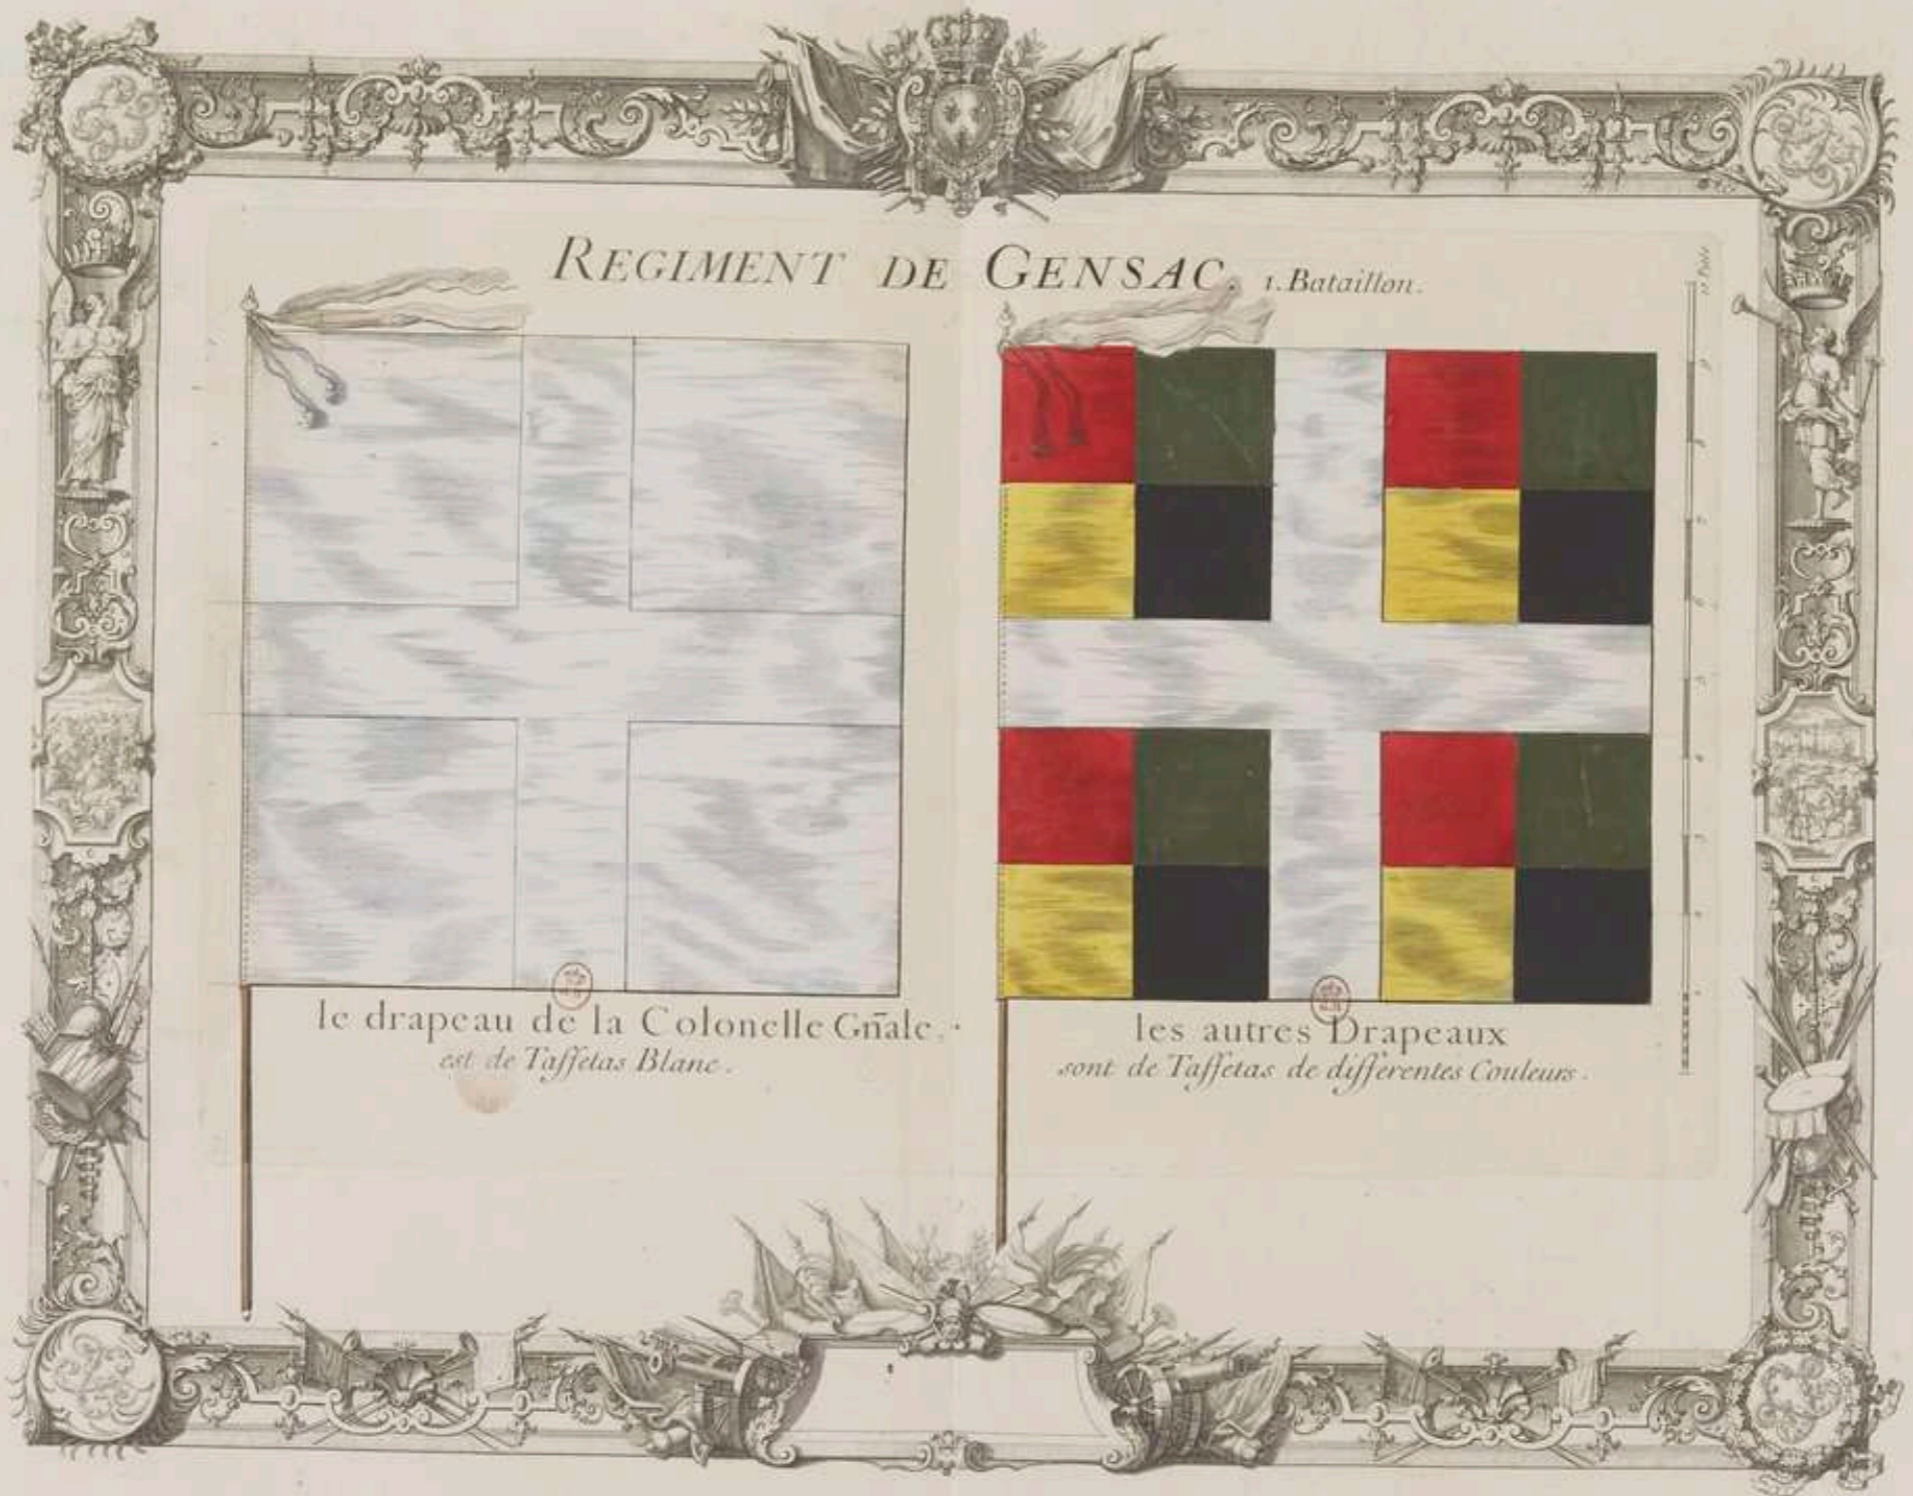 REGIMENT DE GENSAC. 1. Bataillon.
le drapeau de la Colonelle Gñale.
est de Taffetas Blanc.
les autres Drapeaux
sont de Taffetas de differentes Couleurs.